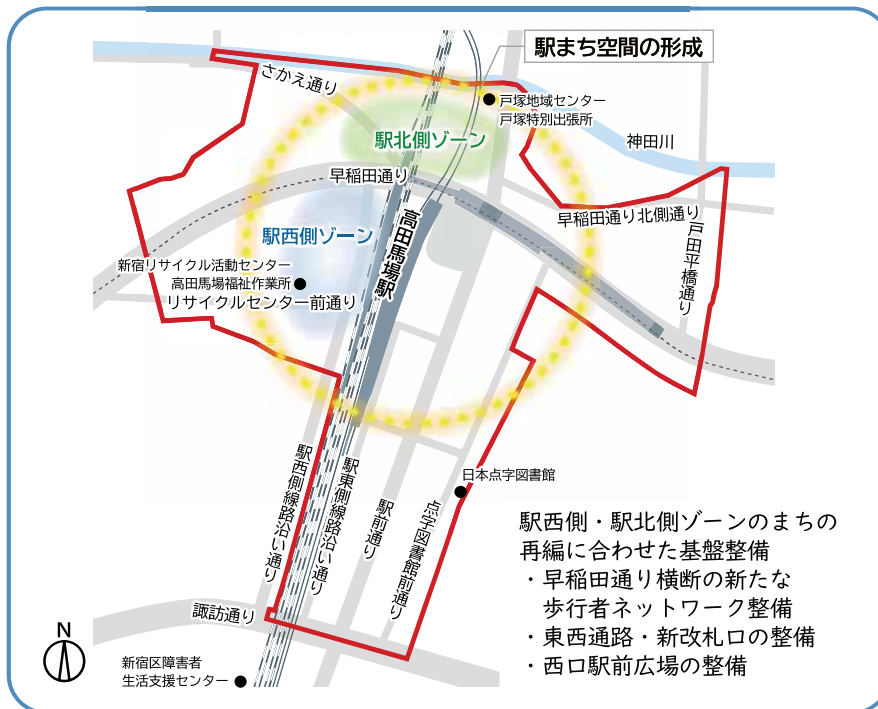 駅まち空間の形成
さかえ通り
戸塚地域センター
戸塚特別出張所
駅北側ゾーン
神田川
早稲田通り
早稲田通り北側通り
戸田平橋通り
高田馬場駅
駅西側ゾーン
新宿リサイクル活動センター
高田馬場福祉作業所
リサイクルセンター前通り
駅西側線路沿い通り
駅東側線路沿い通り
駅前通り
点字図書館前通り
日本点字図書館
諏訪通り
N
新宿区障害者
生活支援センター
駅西側・駅北側ゾーンのまちの
再編に合わせた基盤整備
・早稲田通り横断の新たな
歩行者ネットワーク整備
・東西通路・新改札口の整備
・西口駅前広場の整備